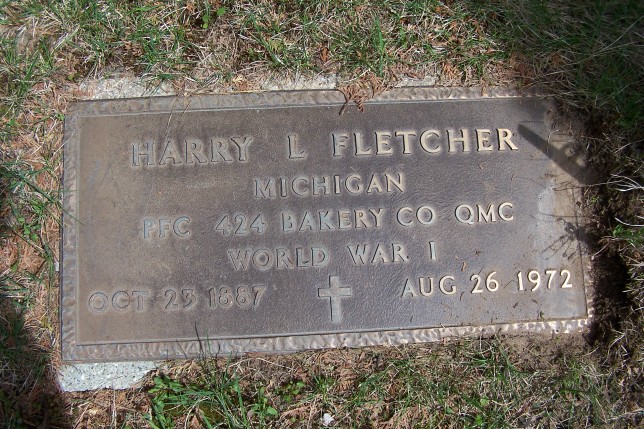 HARRY L FLETCHER
MICHIGAN
PFC 424 BAKERY CO QMC
WORLD WAR I
OCT 23 1887 AUG 26 1972